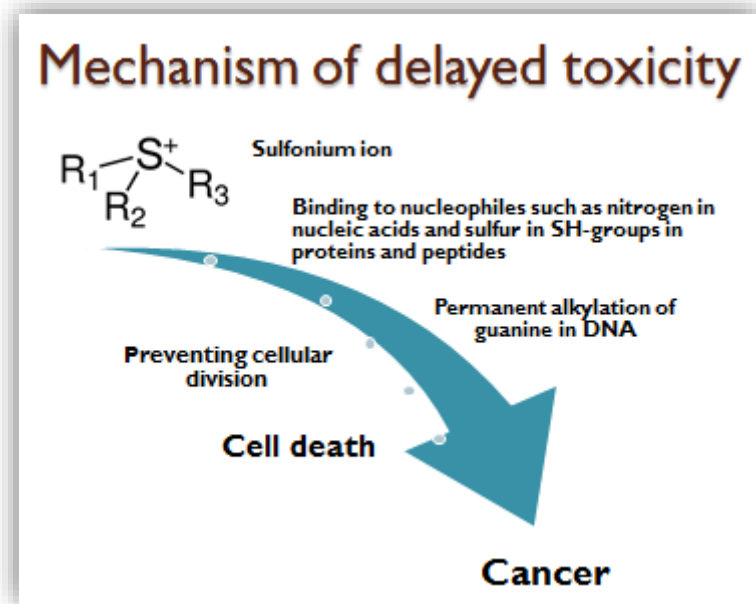 Mechanism of delayed toxicity
R1 S+ R3
R2
Sulfonium ion
Binding to nucleophiles such as nitrogen in
nucleic acids and sulfur in SH-groups in
proteins and peptides
Permanent alkylation of
guanine in DNA
Preventing cellular
division
Cell death
Cancer